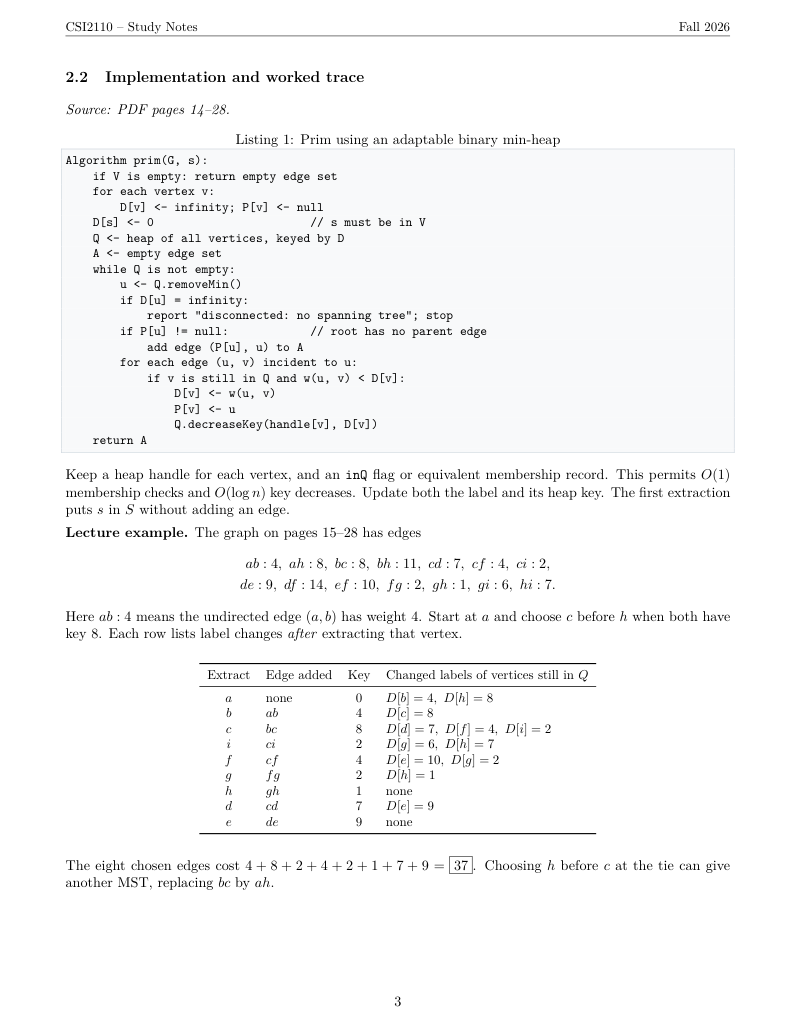 CSI2110 – Study Notes Fall 2026
2.2 Implementation and worked trace
Source: PDF pages 14–28.
Listing 1: Prim using an adaptable binary min-heap
Algorithm prim(G, s):
    if V is empty: return empty edge set
    for each vertex v:
        D[v] <- infinity; P[v] <- null
    D[s] <- 0                       // s must be in V
    Q <- heap of all vertices, keyed by D
    A <- empty edge set
    while Q is not empty:
        u <- Q.removeMin()
        if D[u] = infinity:
            report "disconnected: no spanning tree"; stop
        if P[u] != null:            // root has no parent edge
            add edge (P[u], u) to A
        for each edge (u, v) incident to u:
            if v is still in Q and w(u, v) < D[v]:
                D[v] <- w(u, v)
                P[v] <- u
                Q.decreaseKey(handle[v], D[v])
    return A
Keep a heap handle for each vertex, and an inQ flag or equivalent membership record. This permits O(1)
membership checks and O(log n) key decreases. Update both the label and its heap key. The first extraction
puts s in S without adding an edge.
Lecture example. The graph on pages 15–28 has edges
ab : 4, ah : 8, bc : 8, bh : 11, cd : 7, cf : 4, ci : 2,
de : 9, df : 14, ef : 10, fg : 2, gh : 1, gi : 6, hi : 7.
Here ab : 4 means the undirected edge (a, b) has weight 4. Start at a and choose c before h when both have
key 8. Each row lists label changes after extracting that vertex.
Extract Edge added Key Changed labels of vertices still in Q
a none 0 D[b] = 4, D[h] = 8
b ab 4 D[c] = 8
c bc 8 D[d] = 7, D[f] = 4, D[i] = 2
i ci 2 D[g] = 6, D[h] = 7
f cf 4 D[e] = 10, D[g] = 2
g fg 2 D[h] = 1
h gh 1 none
d cd 7 D[e] = 9
e de 9 none
The eight chosen edges cost 4 + 8 + 2 + 4 + 2 + 1 + 7 + 9 = 37. Choosing h before c at the tie can give
another MST, replacing bc by ah.
3